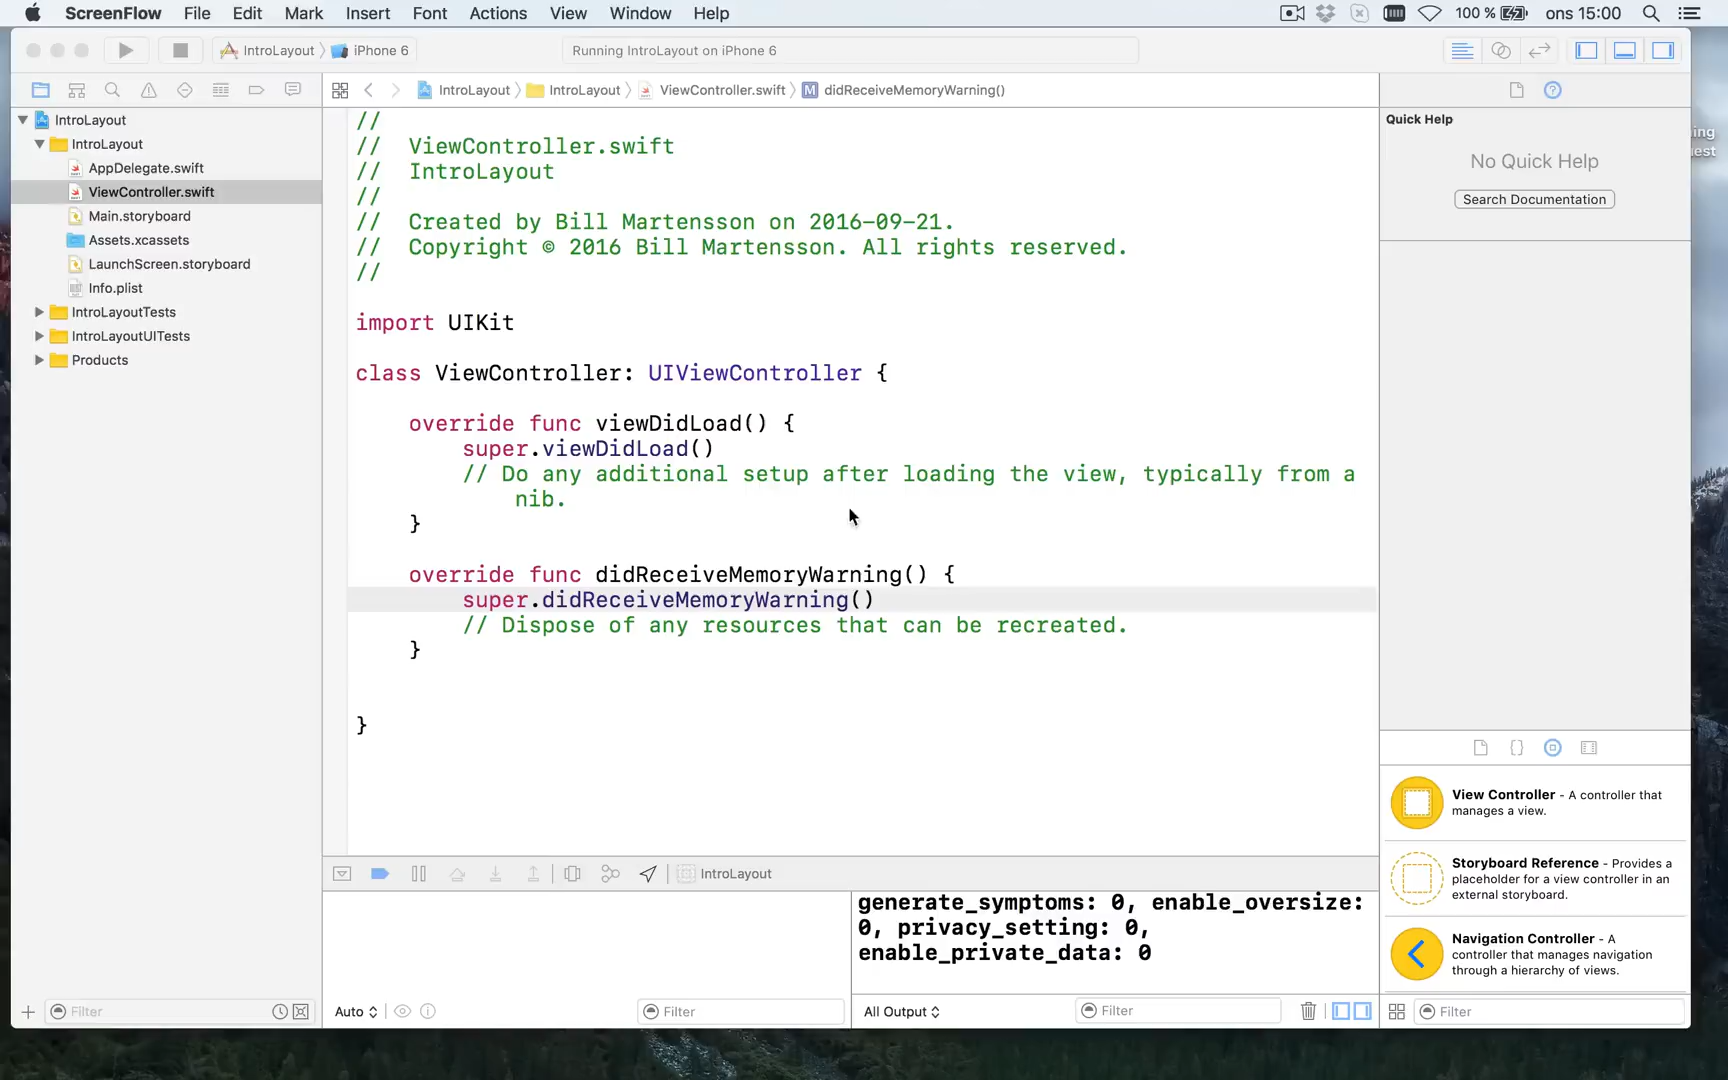 ScreenFlow File Edit Mark Insert Font Actions View Window Help 100 % ons 15:00
IntroLayout iPhone 6 Running IntroLayout on iPhone 6
IntroLayout IntroLayout ViewController.swift M didReceiveMemoryWarning()
IntroLayout
IntroLayout
AppDelegate.swift
ViewController.swift
Main.storyboard
Assets.xcassets
LaunchScreen.storyboard
Info.plist
IntroLayoutTests
IntroLayoutUITests
Products
Filter
//
// ViewController.swift
// IntroLayout
//
// Created by Bill Martensson on 2016-09-21.
// Copyright © 2016 Bill Martensson. All rights reserved.
//
import UIKit
class ViewController: UIViewController {
override func viewDidLoad() {
super.viewDidLoad()
// Do any additional setup after loading the view, typically from a
nib.
}
override func didReceiveMemoryWarning() {
super.didReceiveMemoryWarning()
// Dispose of any resources that can be recreated.
}
}
IntroLayout
generate_symptoms: 0, enable_oversize:
0, privacy_setting: 0,
enable_private_data: 0
Auto Filter All Output Filter
Quick Help
No Quick Help
Search Documentation
View Controller - A controller that
manages a view.
Storyboard Reference - Provides a
placeholder for a view controller in an
external storyboard.
Navigation Controller - A
controller that manages navigation
through a hierarchy of views.
Filter